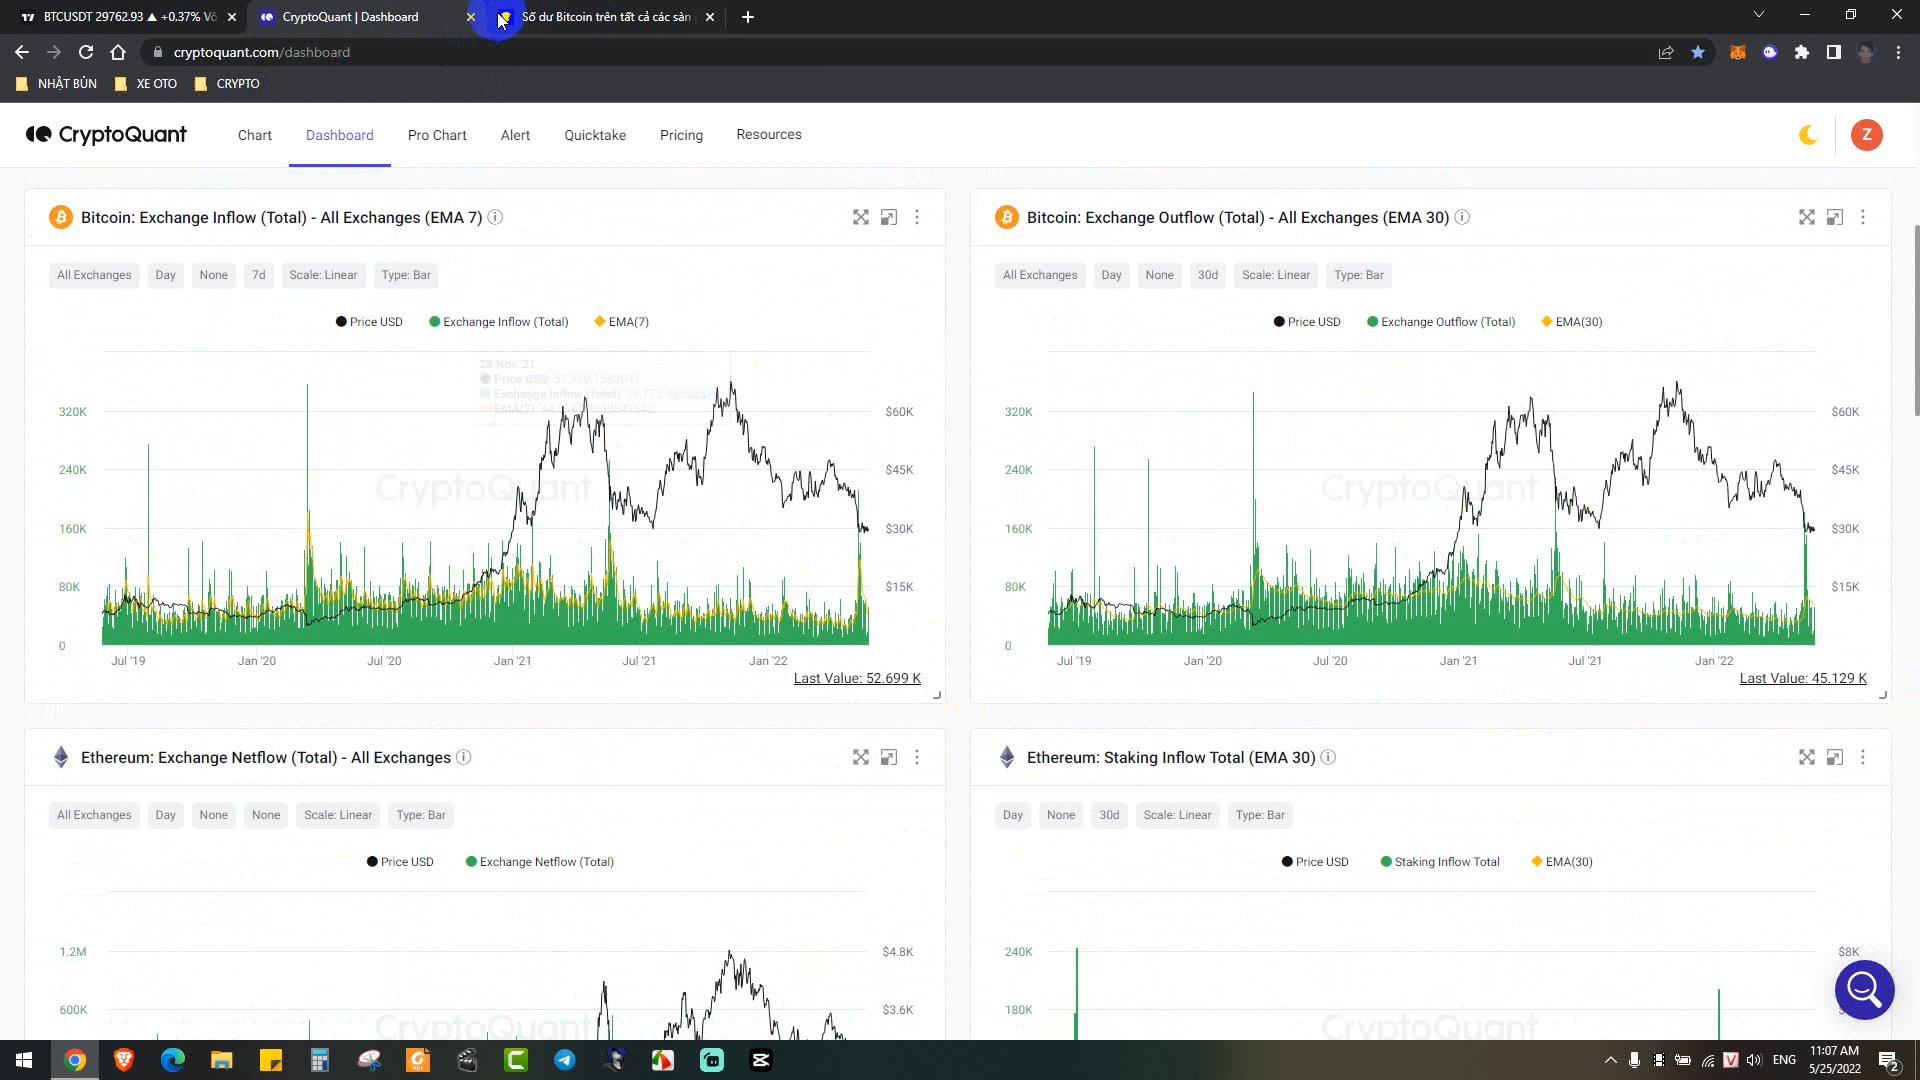 BTCUSDT 29762.93 ▲ +0.37% Vô
CryptoQuant | Dashboard
Số dư Bitcoin trên tất cả các sàn
cryptoquant.com/dashboard
NHẬT BỦN
XE OTO
CRYPTO
CryptoQuant
Chart
Dashboard
Pro Chart
Alert
Quicktake
Pricing
Resources
Z
Bitcoin: Exchange Inflow (Total) - All Exchanges (EMA 7)
All Exchanges Day None 7d Scale: Linear Type: Bar
Price USD Exchange Inflow (Total) EMA(7)
28 Nov '21
CryptoQuant
320K
240K
160K
80K
0
$60K
$45K
$30K
$15K
Jul '19 Jan '20 Jul '20 Jan '21 Jul '21 Jan '22
Last Value: 52.699 K
Bitcoin: Exchange Outflow (Total) - All Exchanges (EMA 30)
All Exchanges Day None 30d Scale: Linear Type: Bar
Price USD Exchange Outflow (Total) EMA(30)
CryptoQuant
320K
240K
160K
80K
0
$60K
$45K
$30K
$15K
Jul '19 Jan '20 Jul '20 Jan '21 Jul '21 Jan '22
Last Value: 45.129 K
Ethereum: Exchange Netflow (Total) - All Exchanges
All Exchanges Day None None Scale: Linear Type: Bar
Price USD Exchange Netflow (Total)
1.2M
600K
$4.8K
$3.6K
CryptoQuant
Ethereum: Staking Inflow Total (EMA 30)
Day None 30d Scale: Linear Type: Bar
Price USD Staking Inflow Total EMA(30)
240K
180K
$8K
CryptoQuant
ENG
11:07 AM
5/25/2022
2